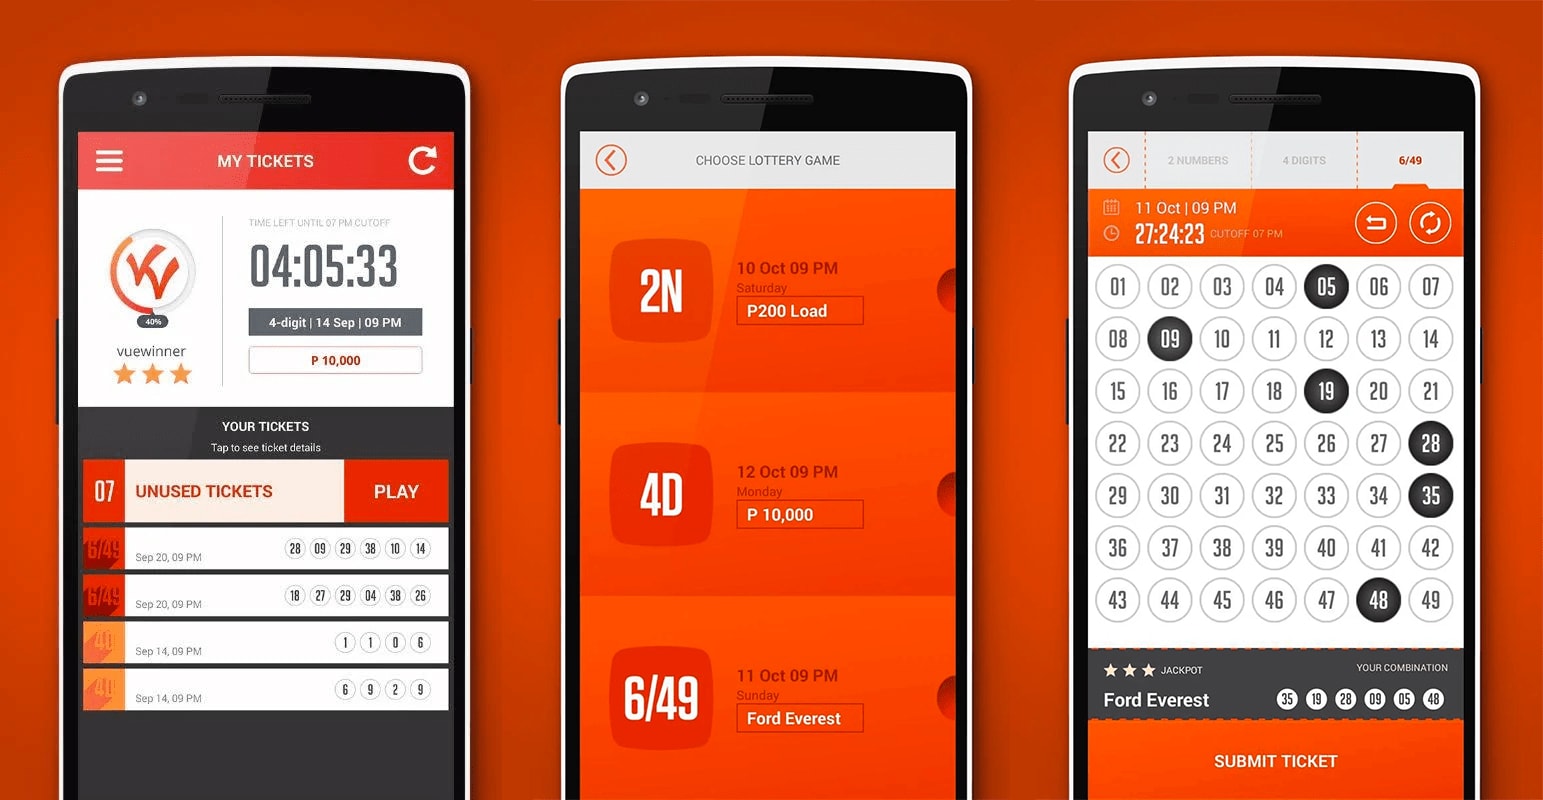 MY TICKETS
TIME LEFT UNTIL 07 PM CUTOFF
04:05:33
4-digit | 14 Sep | 09 PM
P 10,000
40%
vuewinner
YOUR TICKETS
Tap to see ticket details
07 UNUSED TICKETS PLAY
6/49 Sep 20, 09 PM 28 09 29 38 10 14
6/49 Sep 20, 09 PM 18 27 29 04 38 26
4D Sep 14, 09 PM 1 1 0 6
4D Sep 14, 09 PM 6 9 2 9
CHOOSE LOTTERY GAME
2N
10 Oct 09 PM
Saturday
P200 Load
4D
12 Oct 09 PM
Monday
P 10,000
6/49
11 Oct 09 PM
Sunday
Ford Everest
2 NUMBERS 4 DIGITS 6/49
11 Oct | 09 PM
27:24:23 CUTOFF 07 PM
01 02 03 04 05 06 07
08 09 10 11 12 13 14
15 16 17 18 19 20 21
22 23 24 25 26 27 28
29 30 31 32 33 34 35
36 37 38 39 40 41 42
43 44 45 46 47 48 49
JACKPOT YOUR COMBINATION
Ford Everest 35 19 28 09 05 48
SUBMIT TICKET